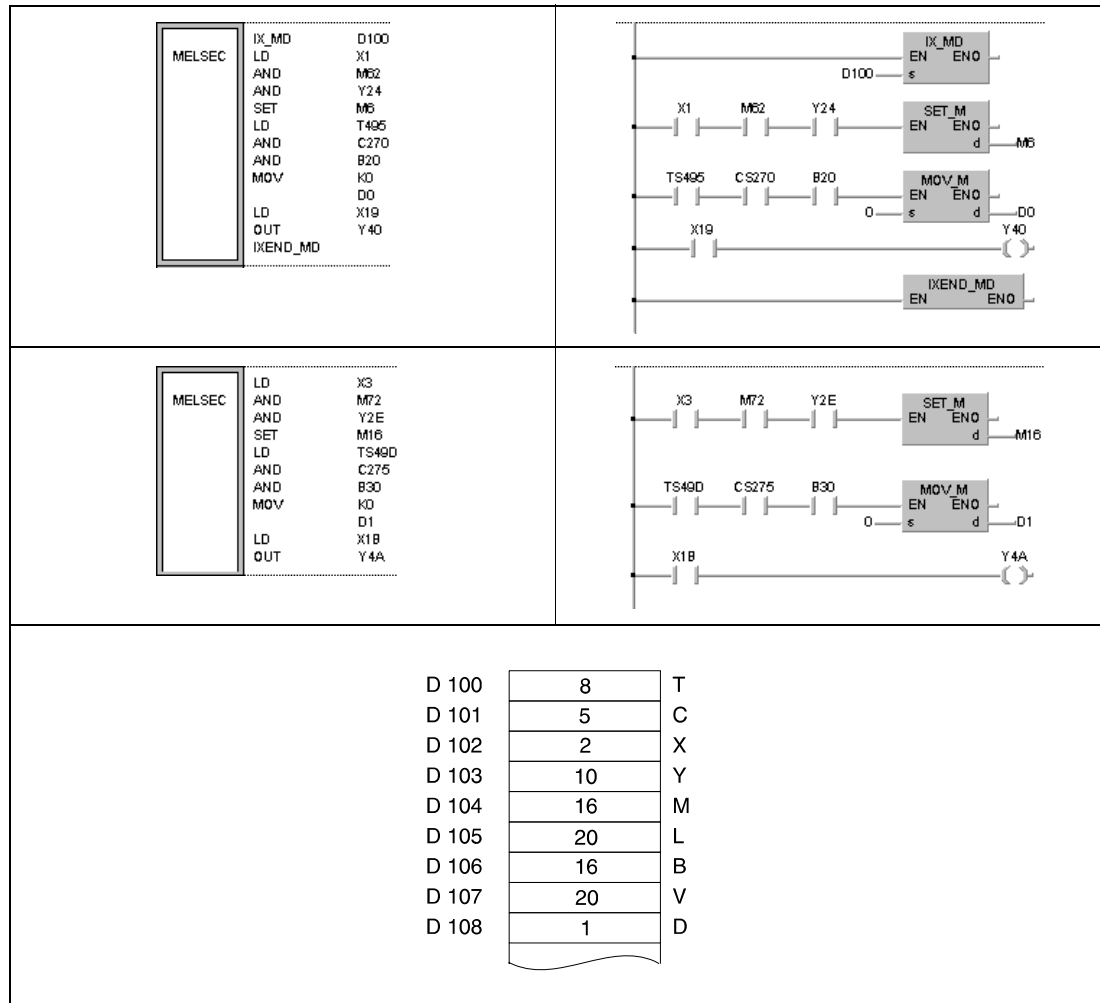 MELSEC
IX_MD D100
LD X1
AND M62
AND Y24
SET M6
LD T495
AND C270
AND B20
MOV K0
D0
LD X19
OUT Y40
IXEND_MD
IX_MD
EN ENO
D100 s
X1 M62 Y24 SET_M
EN ENO
d M6
TS495 CS270 B20 MOV_M
EN ENO
0 s d D0
X19 Y40
IXEND_MD
EN ENO
MELSEC
LD X3
AND M72
AND Y2E
SET M16
LD TS49D
AND C275
AND B30
MOV K0
D1
LD X1B
OUT Y4A
X3 M72 Y2E SET_M
EN ENO
d M16
TS49D CS275 B30 MOV_M
EN ENO
0 s d D1
X1B Y4A
D 100 8 T
D 101 5 C
D 102 2 X
D 103 10 Y
D 104 16 M
D 105 20 L
D 106 16 B
D 107 20 V
D 108 1 D